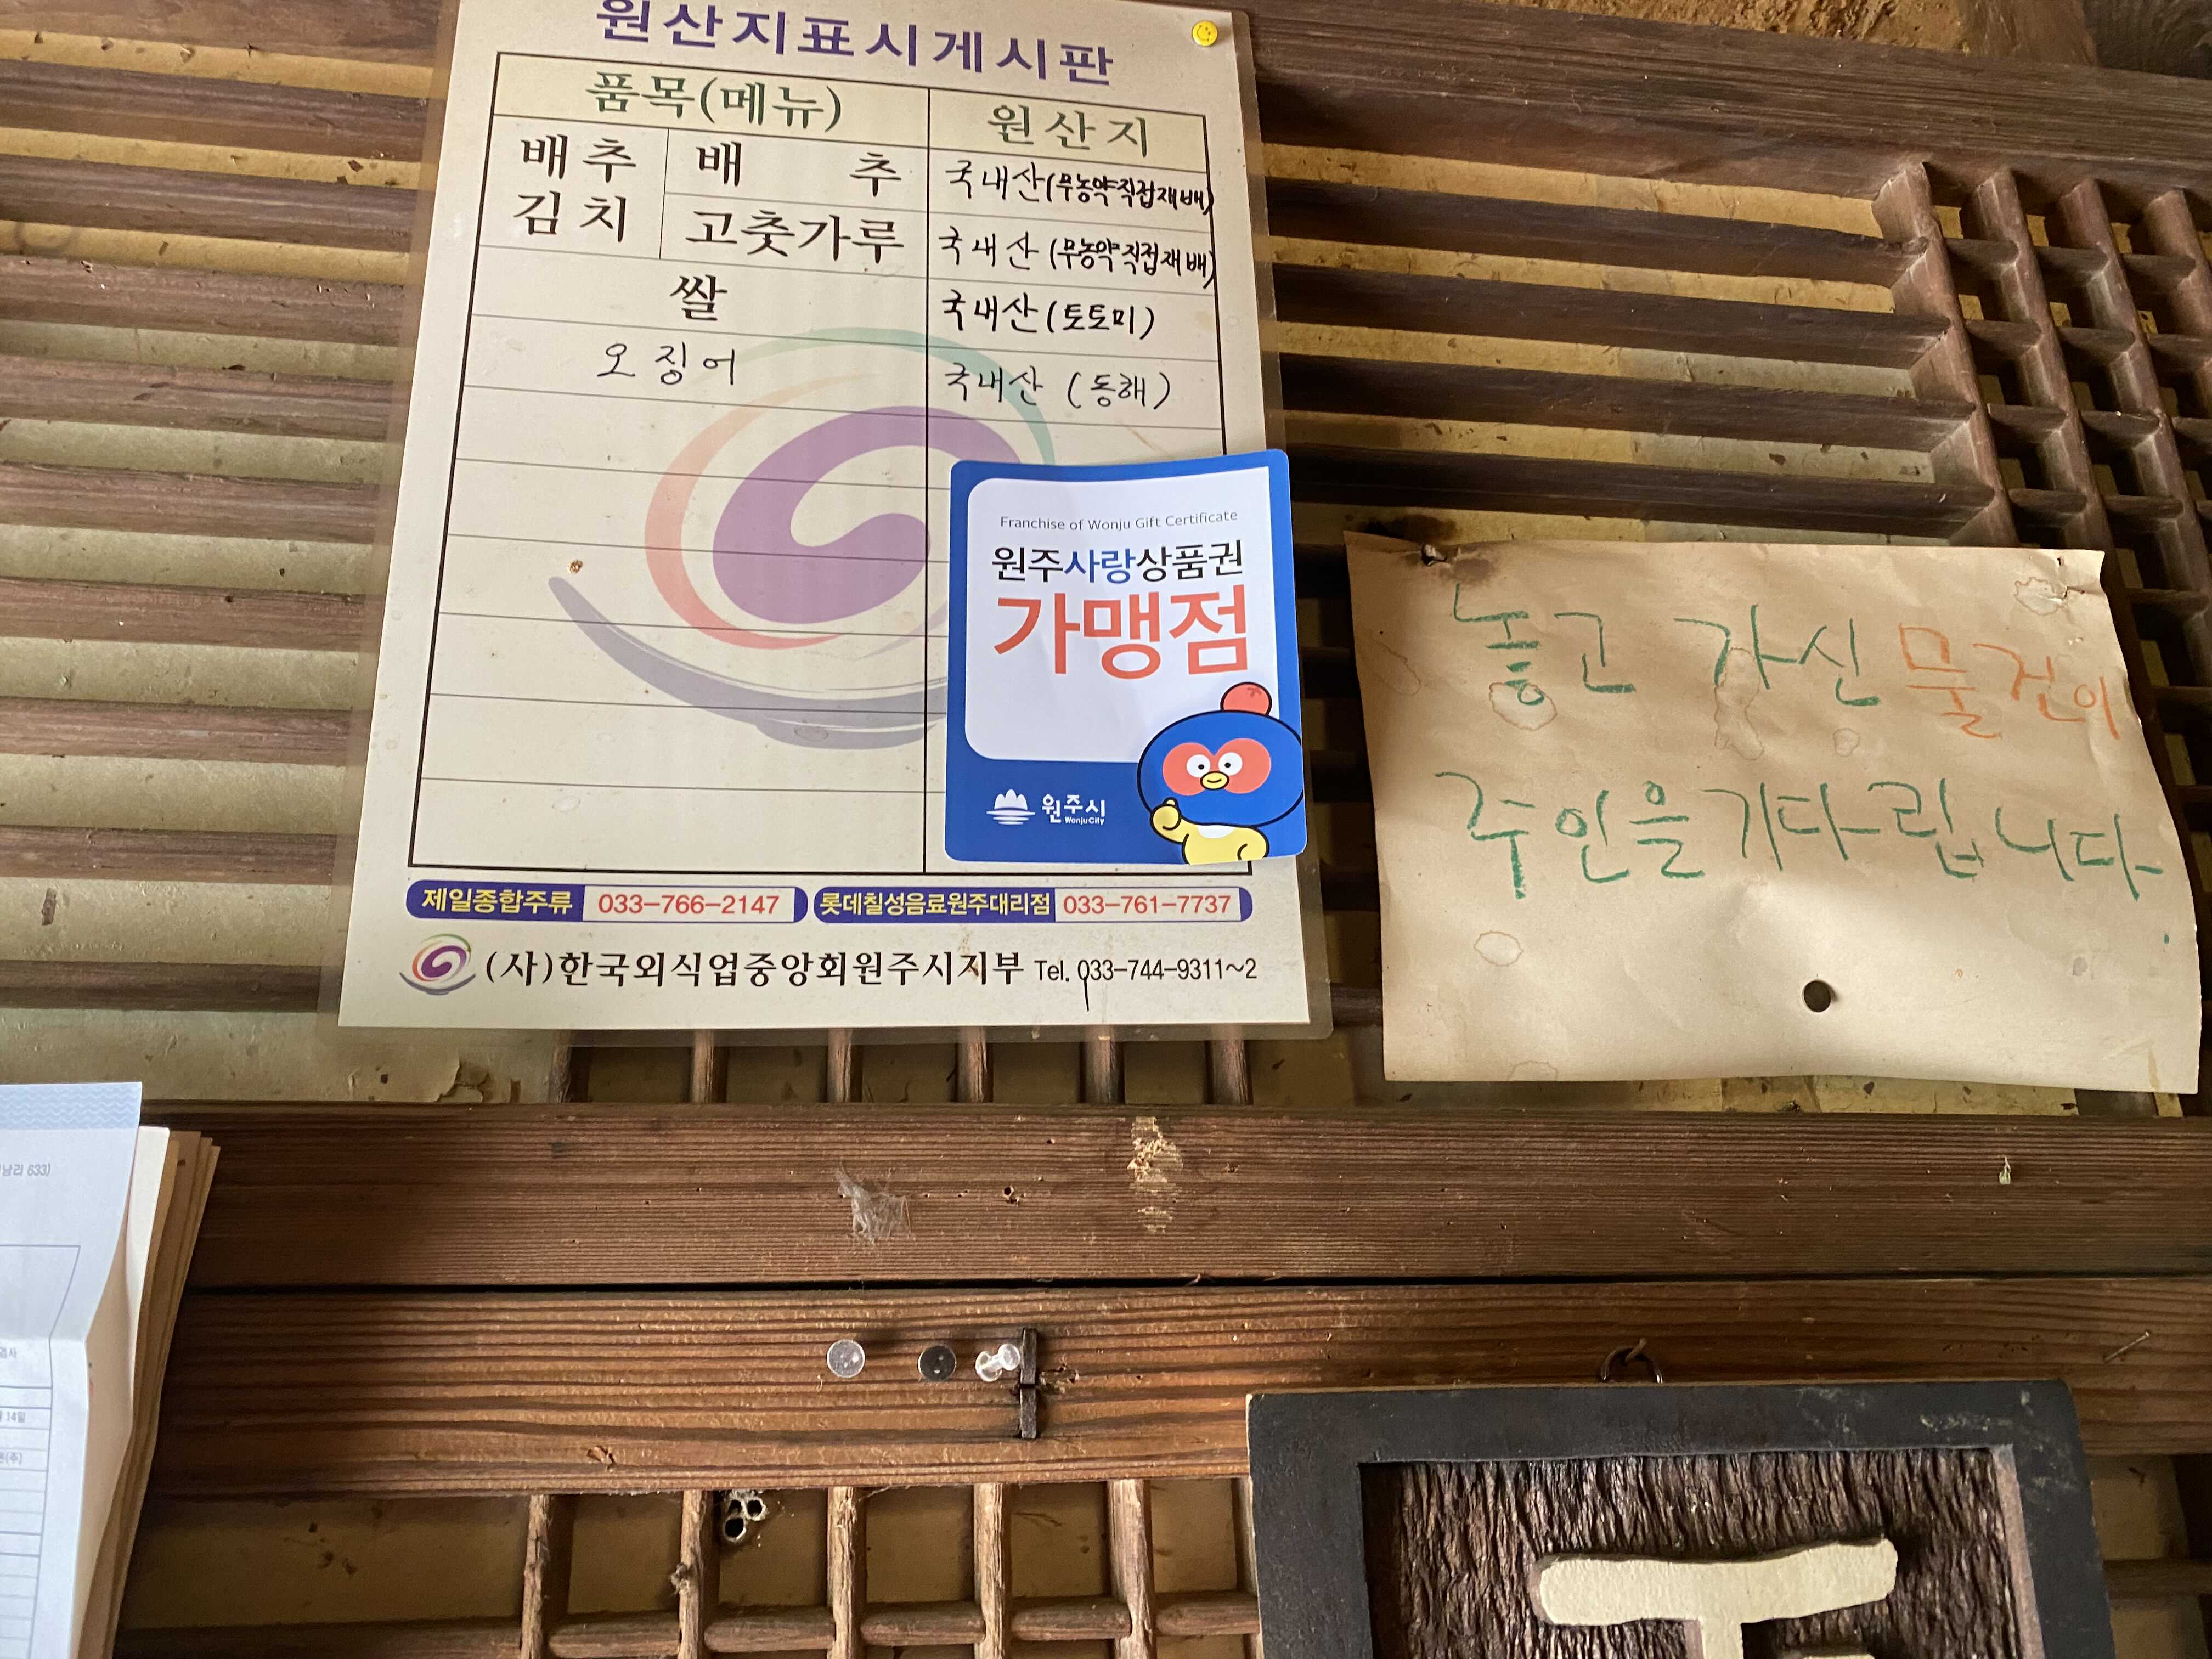 원산지표시게시판
품목(메뉴) 원산지
배추김치 배추 국내산(무농약직접재배)
고춧가루 국내산(무농약직접재배)
쌀 국내산(토토미)
오징어 국내산(동해)
Franchise of Wonju Gift Certificate
원주사랑상품권
가맹점
원주시
Wonju City
제일종합주류 033-766-2147 롯데칠성음료원주대리점 033-761-7737
(사)한국외식업중앙회원주시지부 Tel. 033-744-9311~2
놓고 가신 물건이
주인을 기다립니다.
남리 633)
14일
(주)